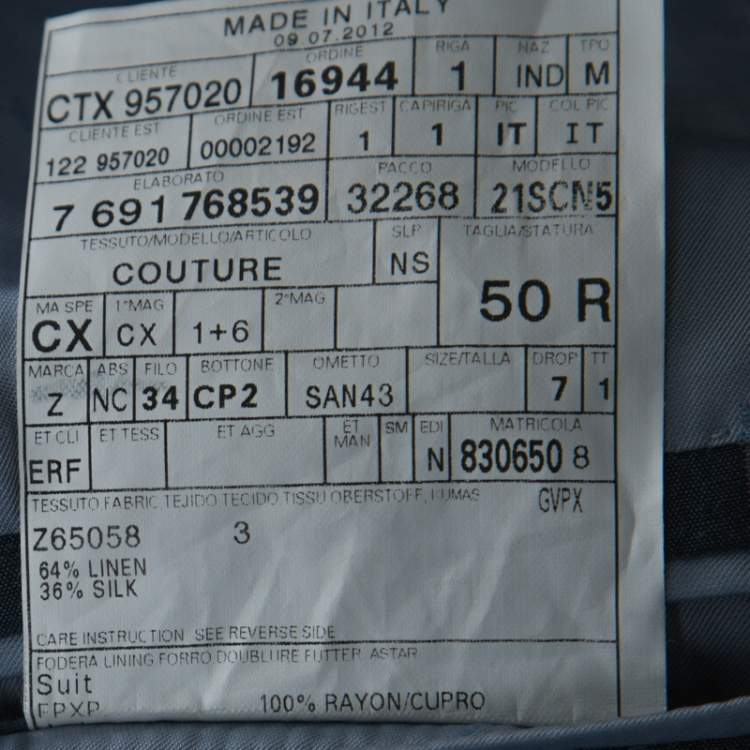 MADE IN ITALY
09.07.2012
CLIENTE ORDINE RIGA NAZ TPO
CTX 957020 16944 1 IND M
CLIENTE EST ORDINE EST RIGEST CAPIRIGA PIC COL PIC
122 957020 00002192 1 1 IT IT
ELABORATO PACCO MODELLO
7 691 768539 32268 21SCN5
TESSUTO/MODELLO/ARTICOLO SLP TAGLIA/STATURA
COUTURE NS 50 R
MA SPE 1°MAG 2°MAG
CX CX 1+6
MARCA ABS FILO BOTTONE OMETTO SIZE/TALLA DROP TT
Z NC 34 CP2 SAN43 7 1
ET CLI ET TESS ET AGG ET MAN SM EDI MATRICOLA
ERF N 830650 8
TESSUTO FABRIC TEJIDO TECIDO TISSU OBERSTOFF, KUMAS GVPX
Z65058 3
64% LINEN
36% SILK
CARE INSTRUCTION SEE REVERSE SIDE
FODERA LINING FORRO DOUBLURE FUTTER ASTAR
Suit
FPXP 100% RAYON/CUPRO